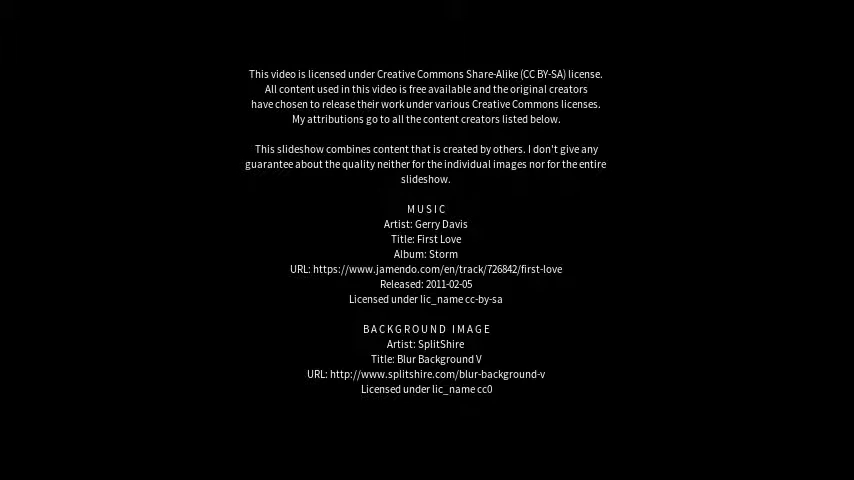 This video is licensed under Creative Commons Share-Alike (CC BY-SA) license.
All content used in this video is free available and the original creators
have chosen to release their work under various Creative Commons licenses.
My attributions go to all the content creators listed below.
This slideshow combines content that is created by others. I don't give any
guarantee about the quality neither for the individual images nor for the entire
slideshow.
MUSIC
Artist: Gerry Davis
Title: First Love
Album: Storm
URL: https://www.jamendo.com/en/track/726842/first-love
Released: 2011-02-05
Licensed under lic_name cc-by-sa
BACKGROUND IMAGE
Artist: SplitShire
Title: Blur Background V
URL: http://www.splitshire.com/blur-background-v
Licensed under lic_name cc0